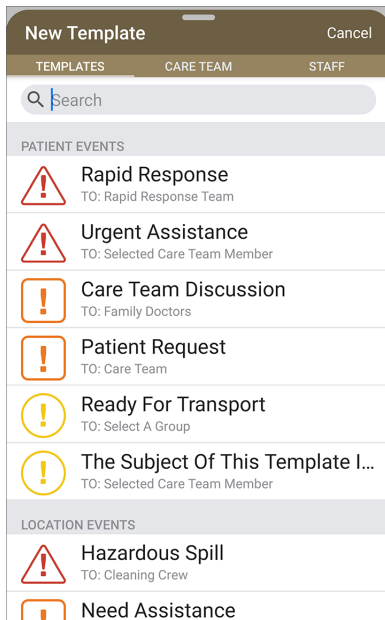 New Template
Cancel
TEMPLATES
CARE TEAM
STAFF
Search
PATIENT EVENTS
Rapid Response
TO: Rapid Response Team
Urgent Assistance
TO: Selected Care Team Member
Care Team Discussion
TO: Family Doctors
Patient Request
TO: Care Team
Ready For Transport
TO: Select A Group
The Subject Of This Template I...
TO: Selected Care Team Member
LOCATION EVENTS
Hazardous Spill
TO: Cleaning Crew
Need Assistance